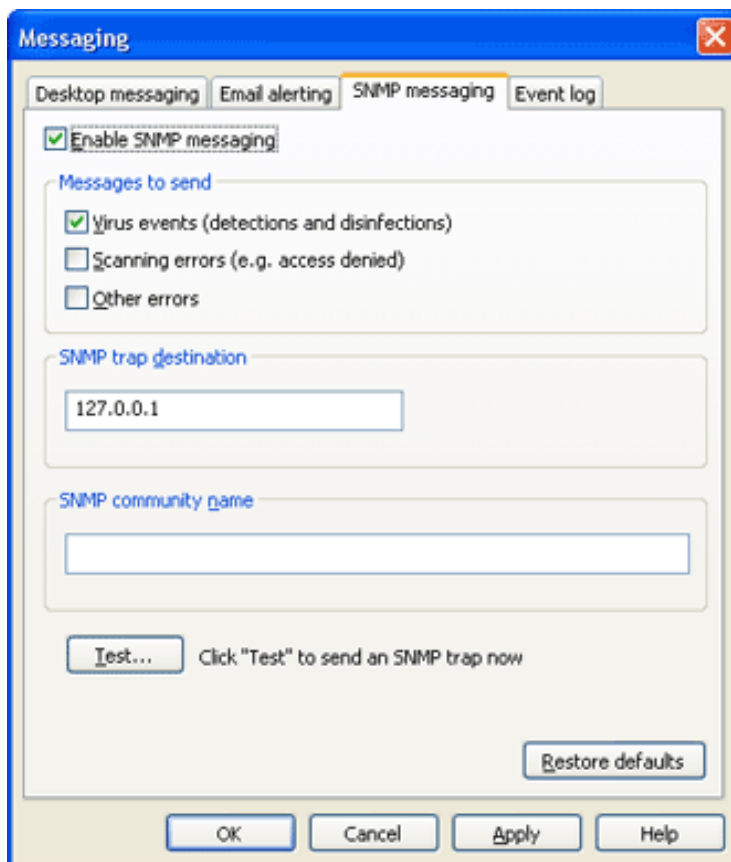 Messaging
Desktop messaging Email alerting SNMP messaging Event log
Enable SNMP messaging
Messages to send
Virus events (detections and disinfections)
Scanning errors (e.g. access denied)
Other errors
SNMP trap destination
127.0.0.1
SNMP community name
Test... Click "Test" to send an SNMP trap now
Restore defaults
OK Cancel Apply Help